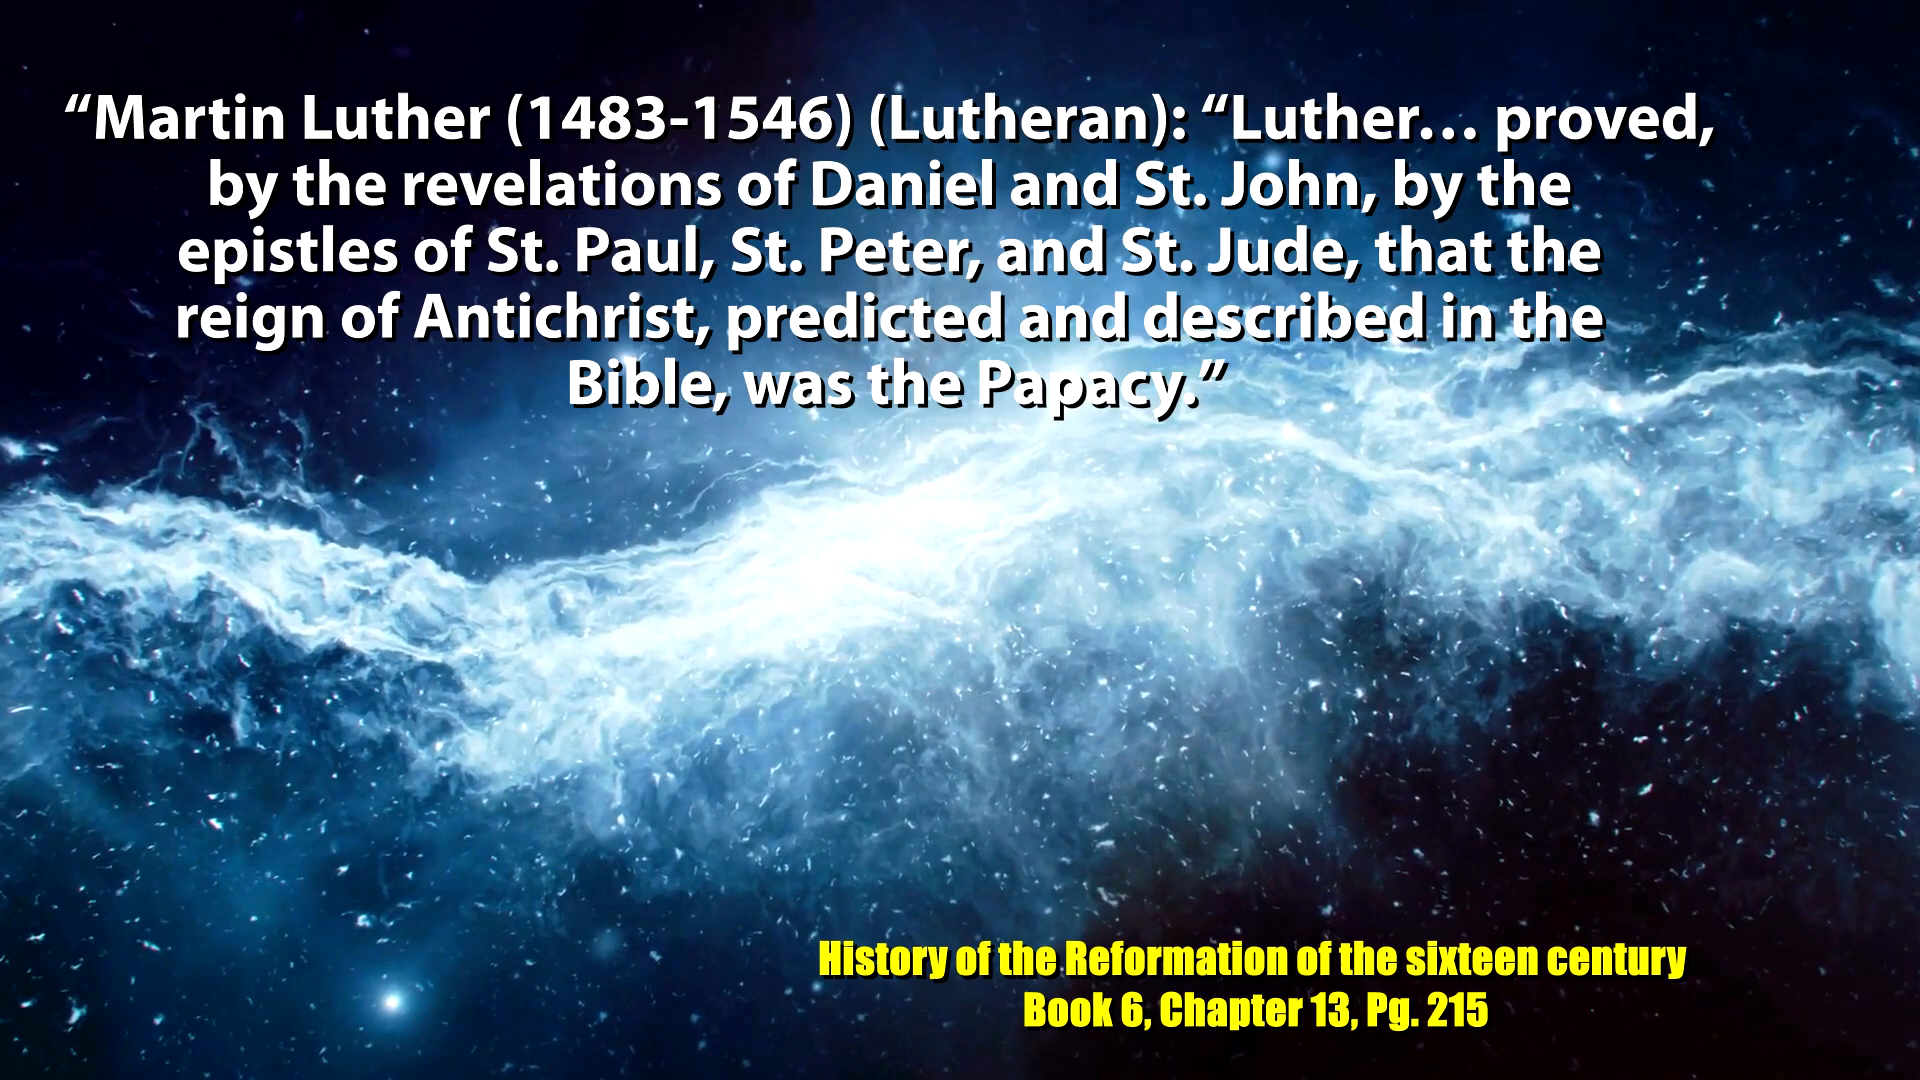 “Martin Luther (1483-1546) (Lutheran): “Luther… proved,
by the revelations of Daniel and St. John, by the
epistles of St. Paul, St. Peter, and St. Jude, that the
reign of Antichrist, predicted and described in the
Bible, was the Papacy.”
History of the Reformation of the sixteen century
Book 6, Chapter 13, Pg. 215